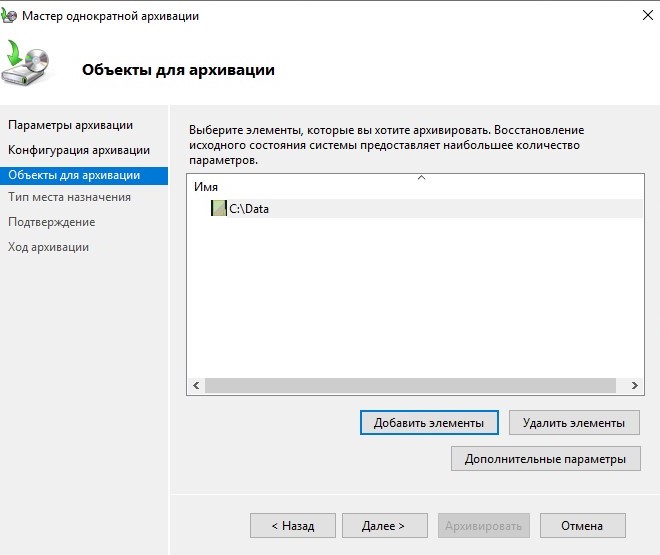 Мастер однократной архивации
Объекты для архивации
Параметры архивации
Конфигурация архивации
Объекты для архивации
Тип места назначения
Подтверждение
Ход архивации
Выберите элементы, которые вы хотите архивировать. Восстановление
исходного состояния системы предоставляет наибольшее количество
параметров.
Имя
C:\Data
Добавить элементы
Удалить элементы
Дополнительные параметры
< Назад
Далее >
Архивировать
Отмена